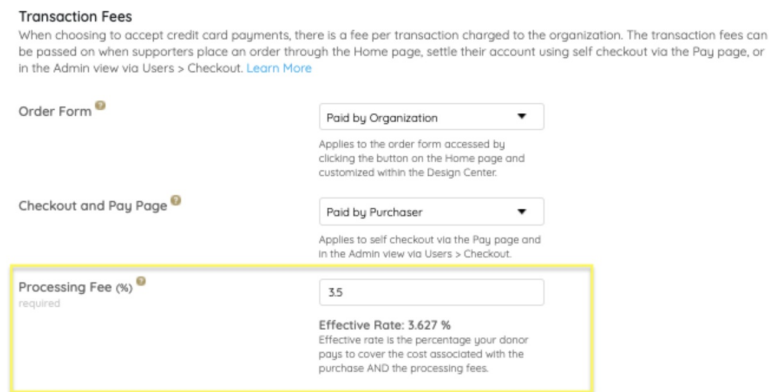 Transaction Fees
When choosing to accept credit card payments, there is a fee per transaction charged to the organization. The transaction fees can
be passed on when supporters place an order through the Home page, settle their account using self checkout via the Pay page, or
in the Admin view via Users > Checkout. Learn More
Order Form ?
Paid by Organization
Applies to the order form accessed by
clicking the button on the Home page and
customized within the Design Center.
Checkout and Pay Page ?
Paid by Purchaser
Applies to self checkout via the Pay page and
in the Admin view via Users > Checkout.
Processing Fee (%) ?
required
3.5
Effective Rate: 3.627 %
Effective rate is the percentage your donor
pays to cover the cost associated with the
purchase AND the processing fees.